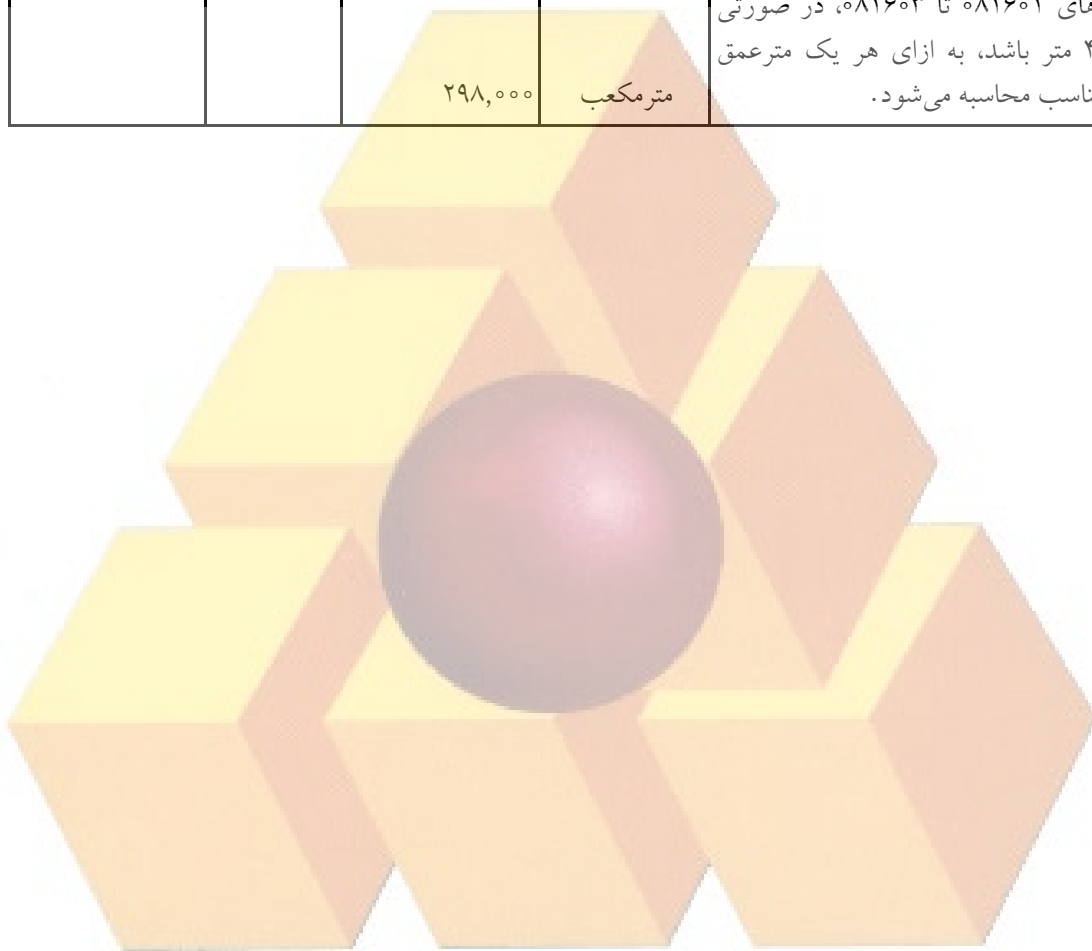 های ۰۸۱۶۰۱ تا ۰۸۱۶۰۳، در صورتی
۴ متر باشد، به ازای هر یک مترعمق
تناسب محاسبه می‌شود.
مترمکعب
۲۹۸,۰۰۰